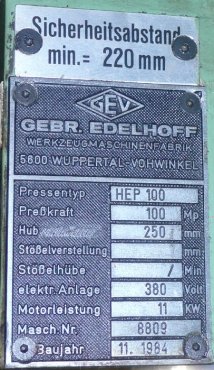 Sicherheitsabstand
min. = 220 mm
GEV
GEBR. EDELHOFF
WERKZEUGMASCHINENFABRIK
5600 WUPPERTAL-VOHWINKEL
Pressentyp HEP 100
Preßkraft 100 Mp
Hub 250 mm
Stößelverstellung mm
Stößelhübe / Min.
elektr. Anlage 380 Volt
Motorleistung 11 KW
Masch. Nr. 8809
Baujahr 11. 1984